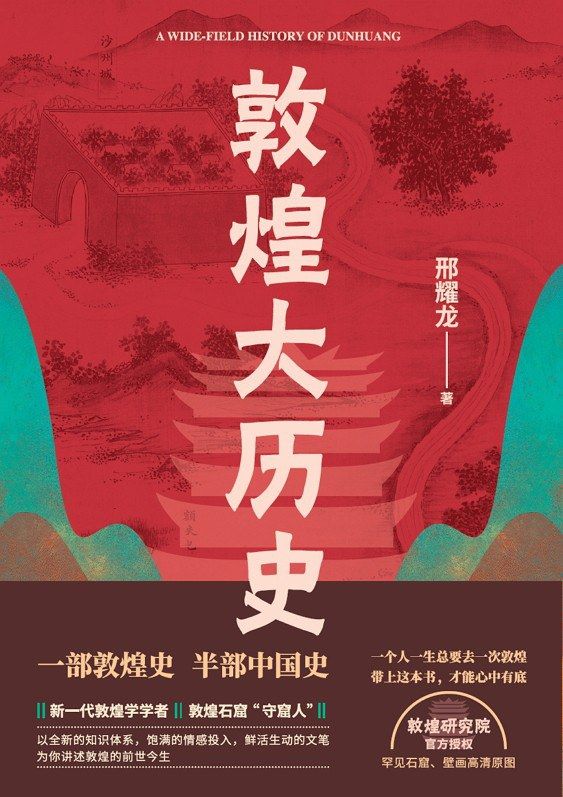 A WIDE-FIELD HISTORY OF DUNHUANG
沙州城
敦煌大历史
邢耀龙
著
一部敦煌史 半部中国史
新一代敦煌学学者
敦煌石窟“守窟人”
以全新的知识体系，饱满的情感投入，鲜活生动的文笔
为你讲述敦煌的前世今生
一个人一生总要去一次敦煌
带上这本书，才能心中有底
敦煌研究院
官方授权
罕见石窟、壁画高清原图